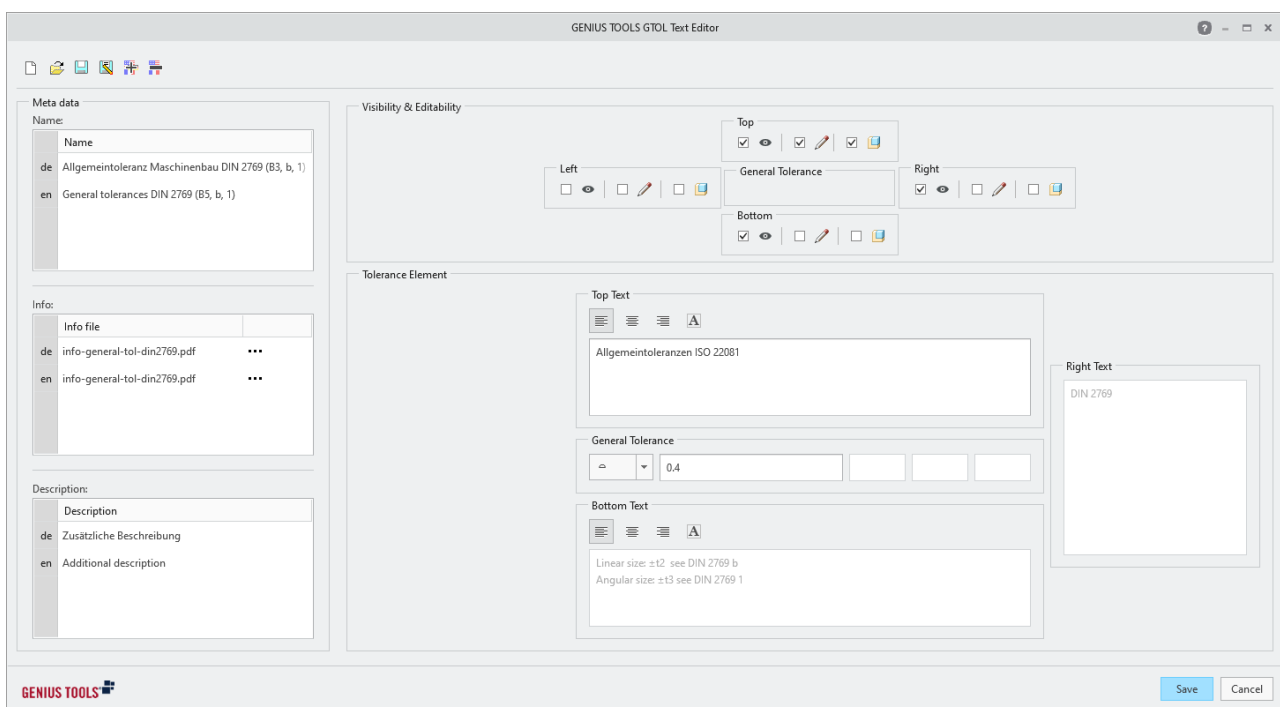 GENIUS TOOLS GTOL Text Editor
Meta data
Name:
Name
de Allgemeintoleranz Maschinenbau DIN 2769 (B3, b, 1)
en General tolerances DIN 2769 (B5, b, 1)
Info:
Info file
de info-general-tol-din2769.pdf ...
en info-general-tol-din2769.pdf ...
Description:
Description
de Zusätzliche Beschreibung
en Additional description
Visibility & Editability
Top
Left
General Tolerance
Right
Bottom
Tolerance Element
Top Text
A
Allgemeintoleranzen ISO 22081
General Tolerance
0.4
Bottom Text
A
Linear size: ±t2 see DIN 2769 b
Angular size: ±t3 see DIN 2769 1
Right Text
DIN 2769
GENIUS TOOLS
Save
Cancel